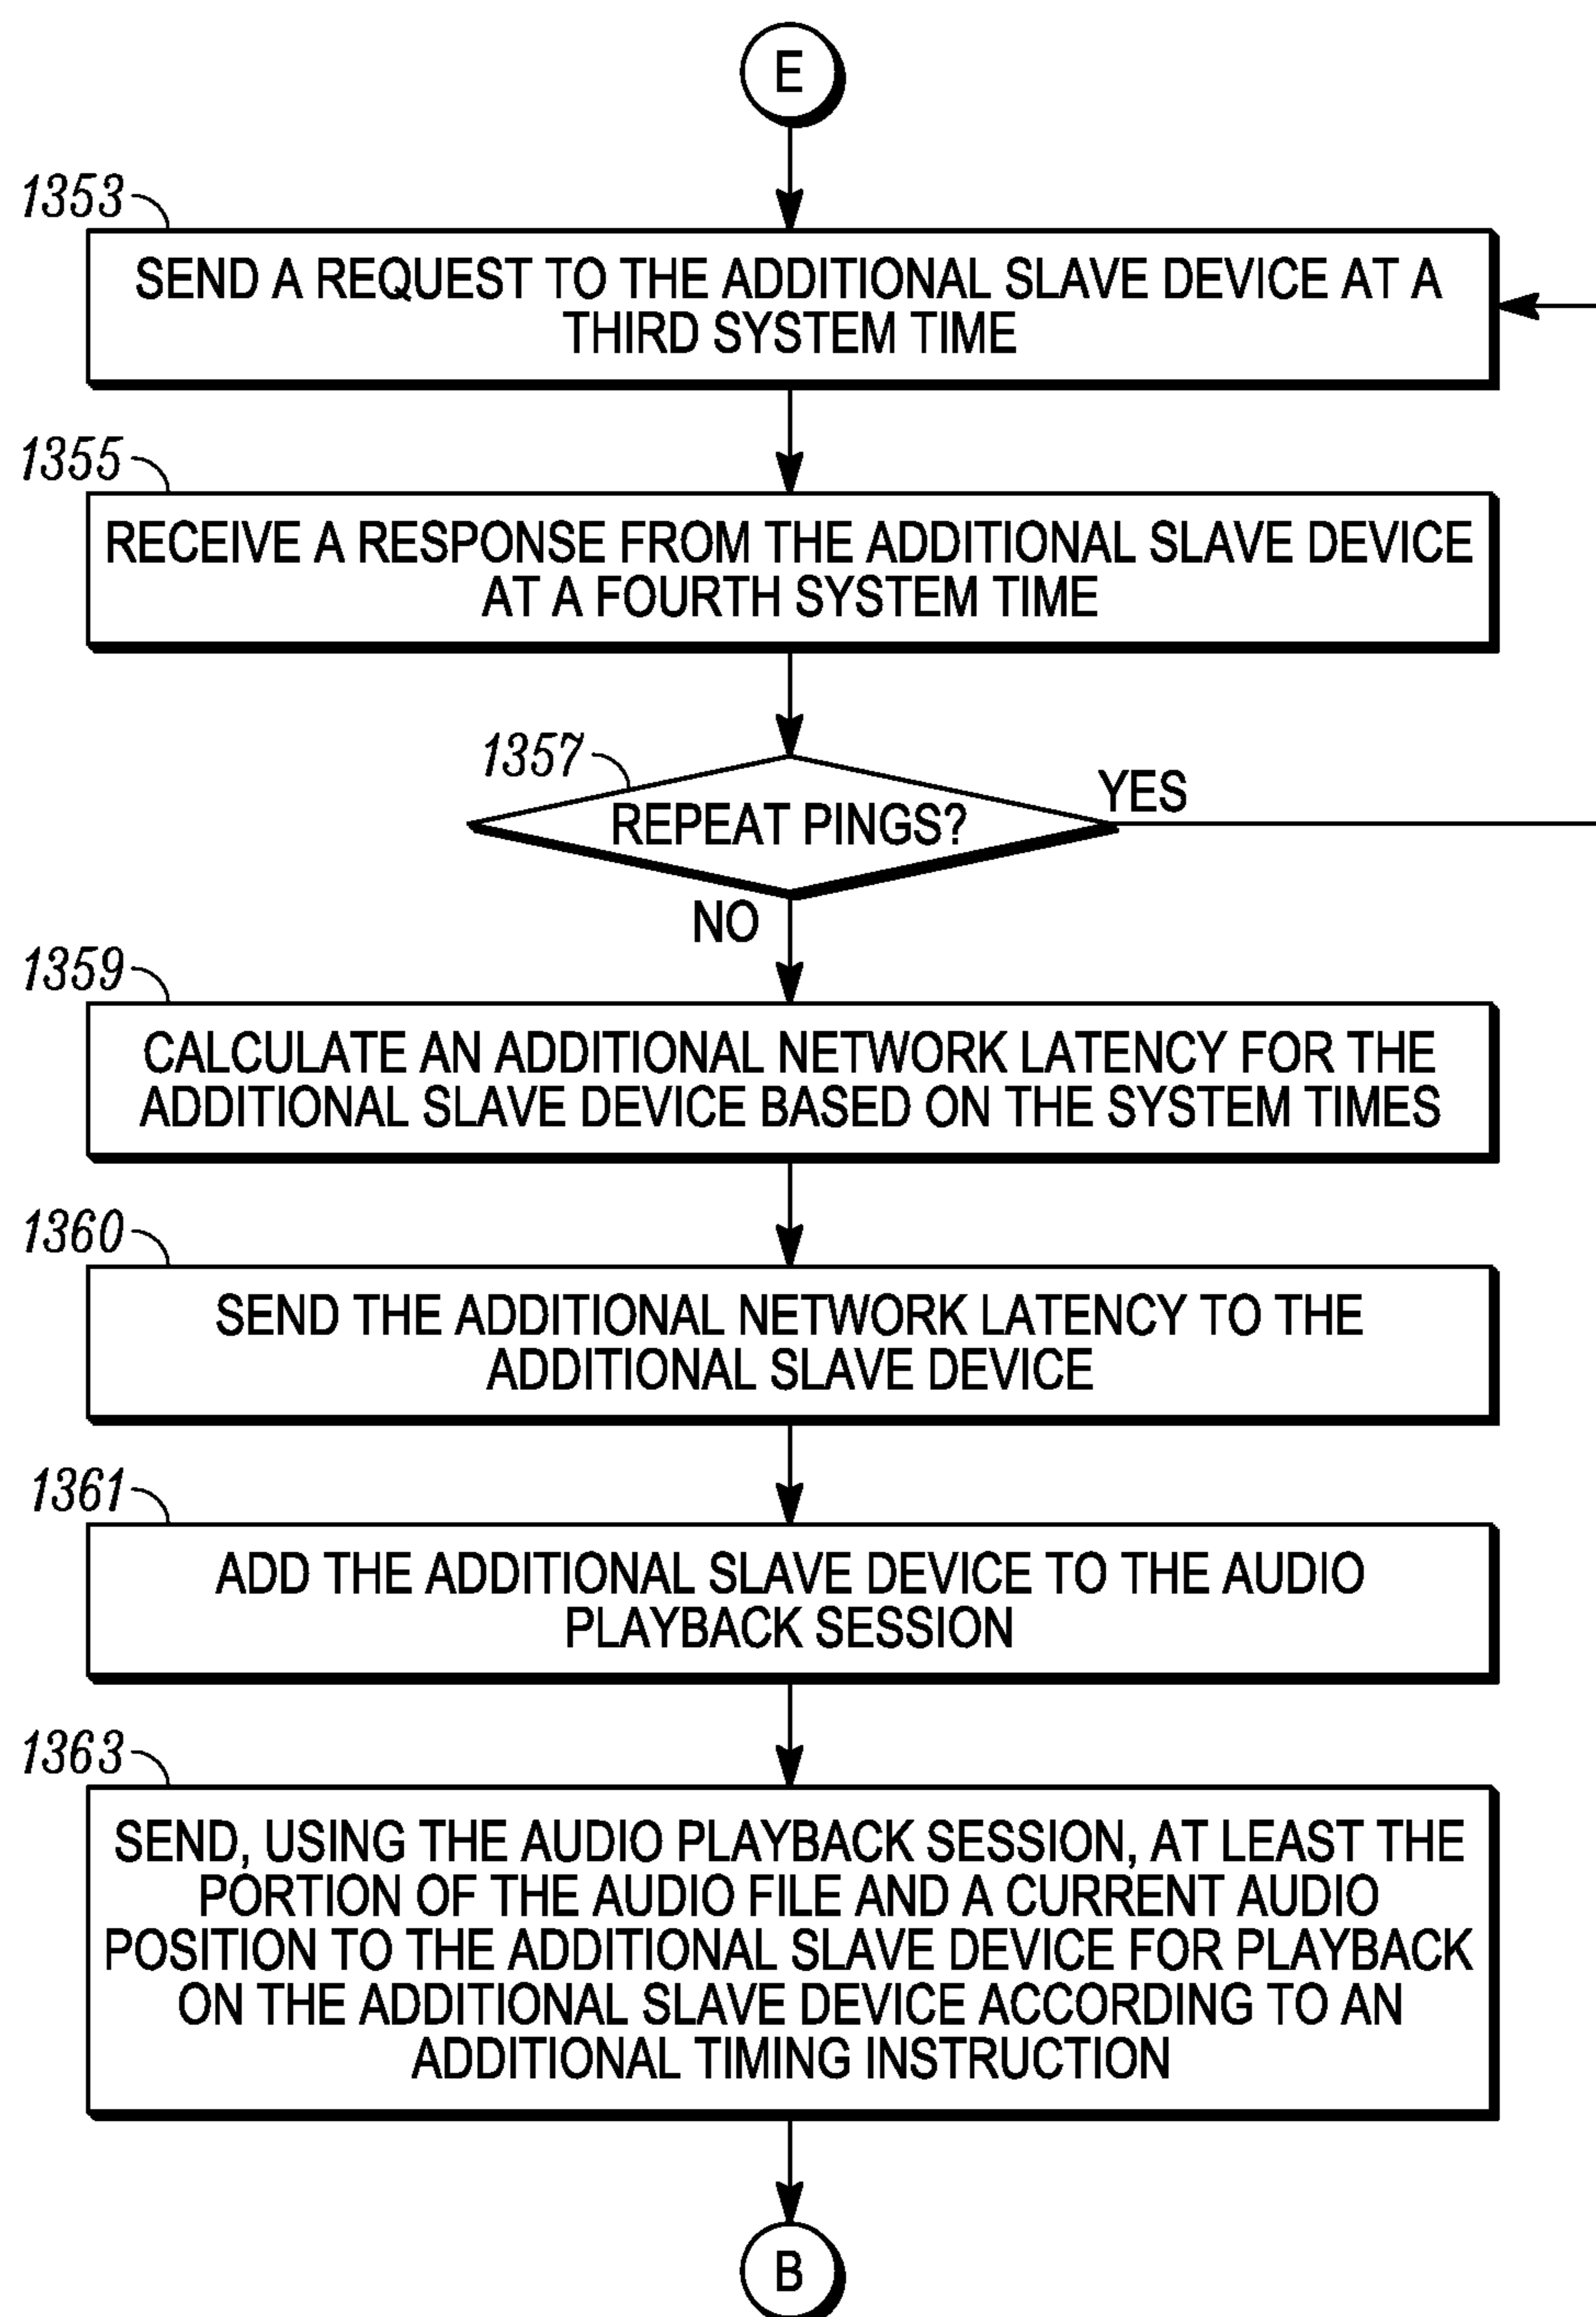 E
1353
SEND A REQUEST TO THE ADDITIONAL SLAVE DEVICE AT A
THIRD SYSTEM TIME
1355
RECEIVE A RESPONSE FROM THE ADDITIONAL SLAVE DEVICE
AT A FOURTH SYSTEM TIME
1357
REPEAT PINGS?
YES
NO
1359
CALCULATE AN ADDITIONAL NETWORK LATENCY FOR THE
ADDITIONAL SLAVE DEVICE BASED ON THE SYSTEM TIMES
1360
SEND THE ADDITIONAL NETWORK LATENCY TO THE
ADDITIONAL SLAVE DEVICE
1361
ADD THE ADDITIONAL SLAVE DEVICE TO THE AUDIO
PLAYBACK SESSION
1363
SEND, USING THE AUDIO PLAYBACK SESSION, AT LEAST THE
PORTION OF THE AUDIO FILE AND A CURRENT AUDIO
POSITION TO THE ADDITIONAL SLAVE DEVICE FOR PLAYBACK
ON THE ADDITIONAL SLAVE DEVICE ACCORDING TO AN
ADDITIONAL TIMING INSTRUCTION
B